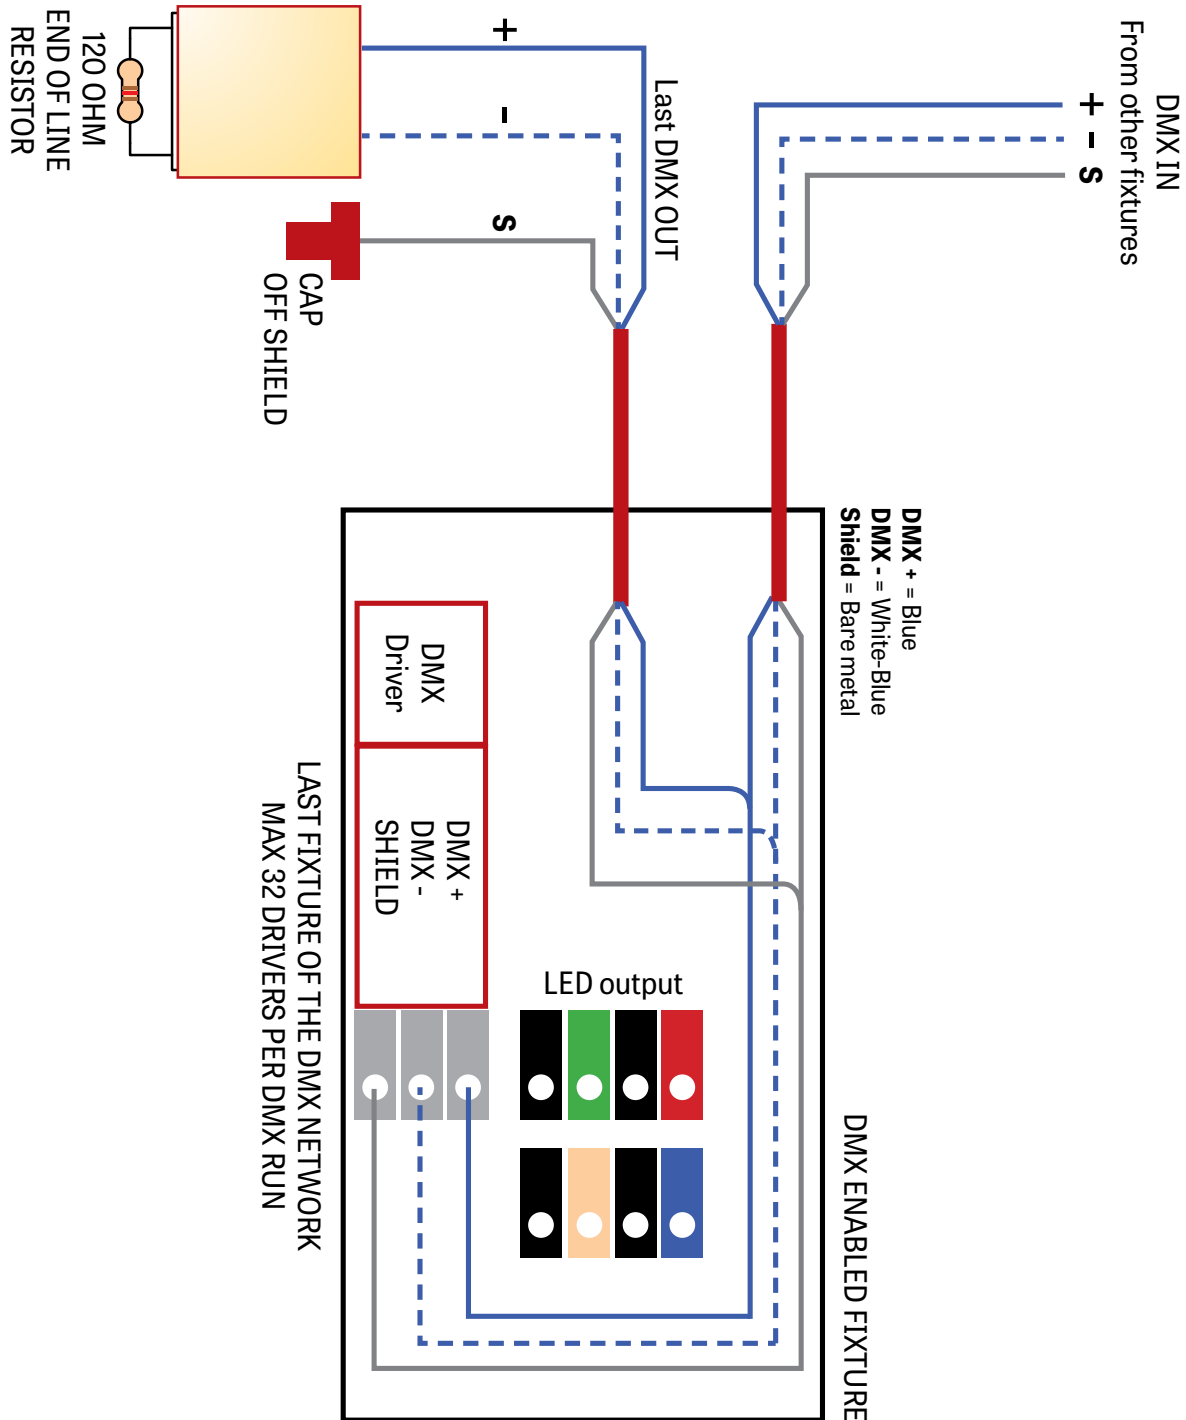 DMX IN
From other fixtures
+
-
S
DMX + = Blue
DMX - = White-Blue
Shield = Bare metal
DMX ENABLED FIXTURE
Last DMX OUT
+
-
S
120 OHM
END OF LINE
RESISTOR
CAP
OFF SHIELD
DMX
Driver
DMX +
DMX -
SHIELD
LED output
LAST FIXTURE OF THE DMX NETWORK
MAX 32 DRIVERS PER DMX RUN